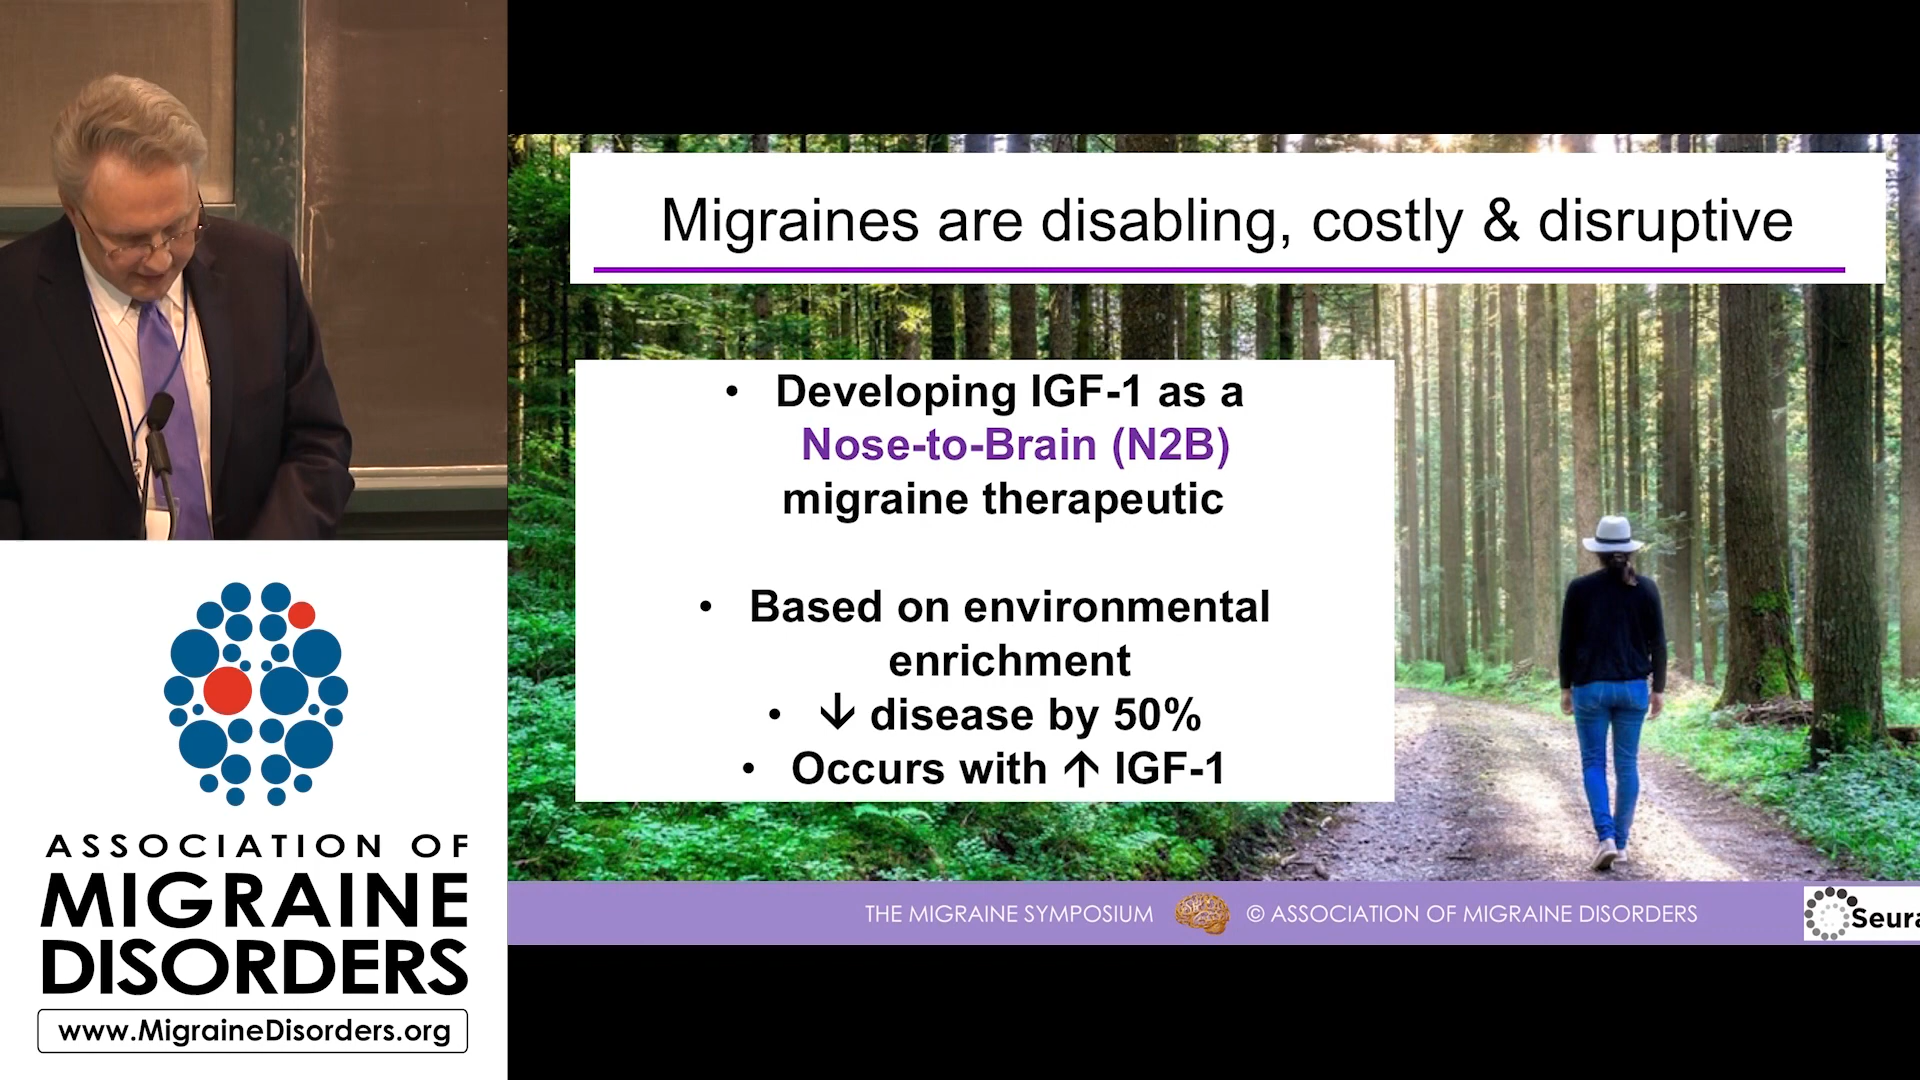 Migraines are disabling, costly & disruptive
• Developing IGF-1 as a
Nose-to-Brain (N2B)
migraine therapeutic
• Based on environmental
enrichment
• ↓ disease by 50%
• Occurs with ↑ IGF-1
THE MIGRAINE SYMPOSIUM © ASSOCIATION OF MIGRAINE DISORDERS
ASSOCIATION OF
MIGRAINE
DISORDERS
www.MigraineDisorders.org